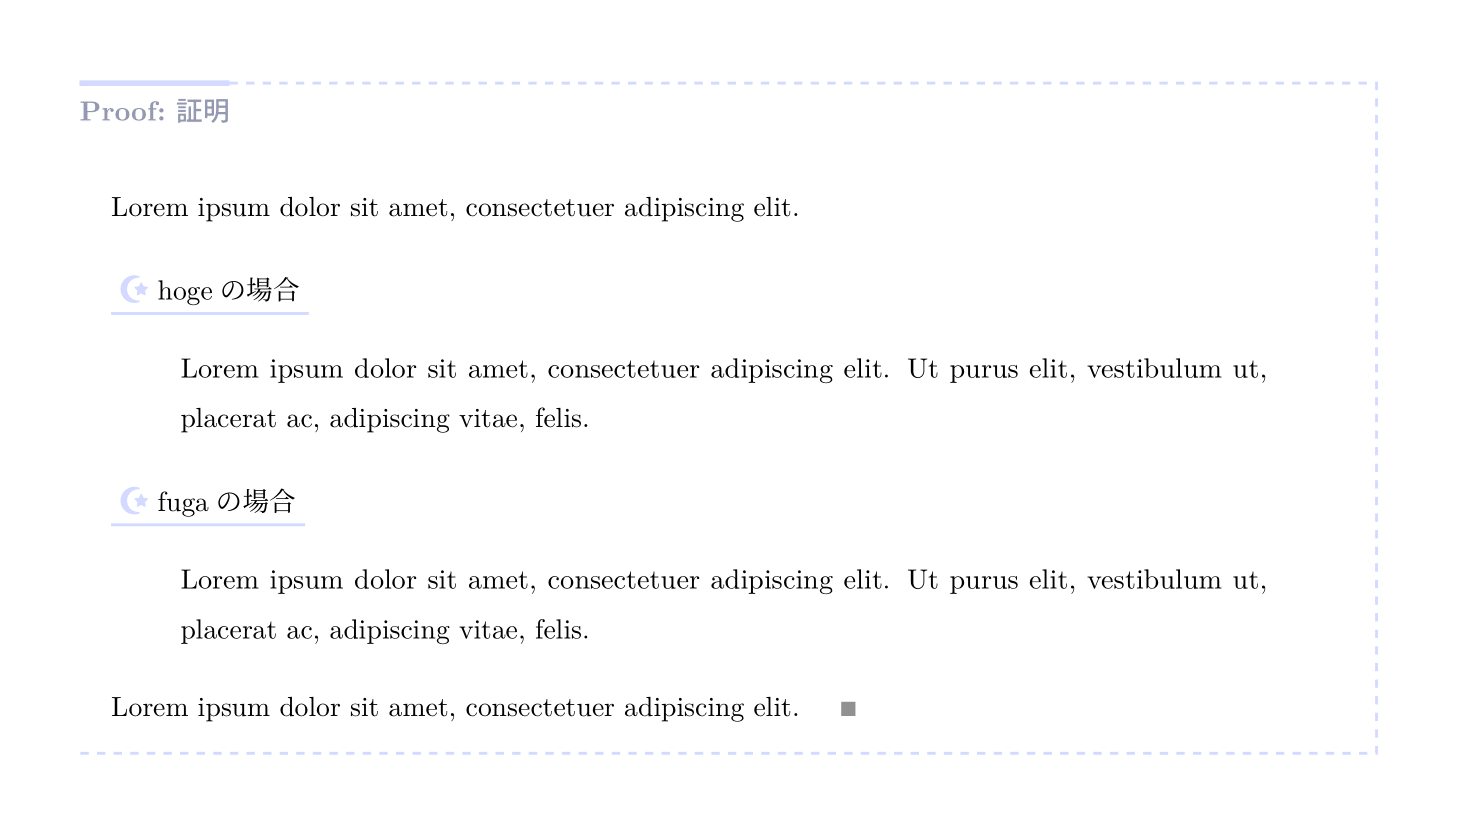 Proof: 証明
Lorem ipsum dolor sit amet, consectetuer adipiscing elit.
hoge の場合
Lorem ipsum dolor sit amet, consectetuer adipiscing elit. Ut purus elit, vestibulum ut,
placerat ac, adipiscing vitae, felis.
fuga の場合
Lorem ipsum dolor sit amet, consectetuer adipiscing elit. Ut purus elit, vestibulum ut,
placerat ac, adipiscing vitae, felis.
Lorem ipsum dolor sit amet, consectetuer adipiscing elit. ■